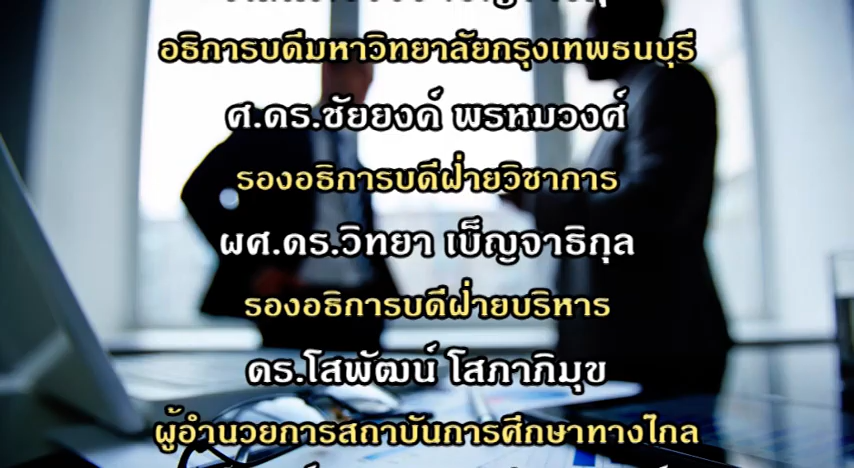 อธิการบดีมหาวิทยาลัยกรุงเทพธนบุรี
ศ.ดร.ชัยยงค์ พรหมวงศ์
รองอธิการบดีฝ่ายวิชาการ
ผศ.ดร.วิทยา เบ็ญจาธิกุล
รองอธิการบดีฝ่ายบริหาร
ดร.โสพัฒน์ โสภาภิมุข
ผู้อำนวยการสถาบันการศึกษาทางไกล